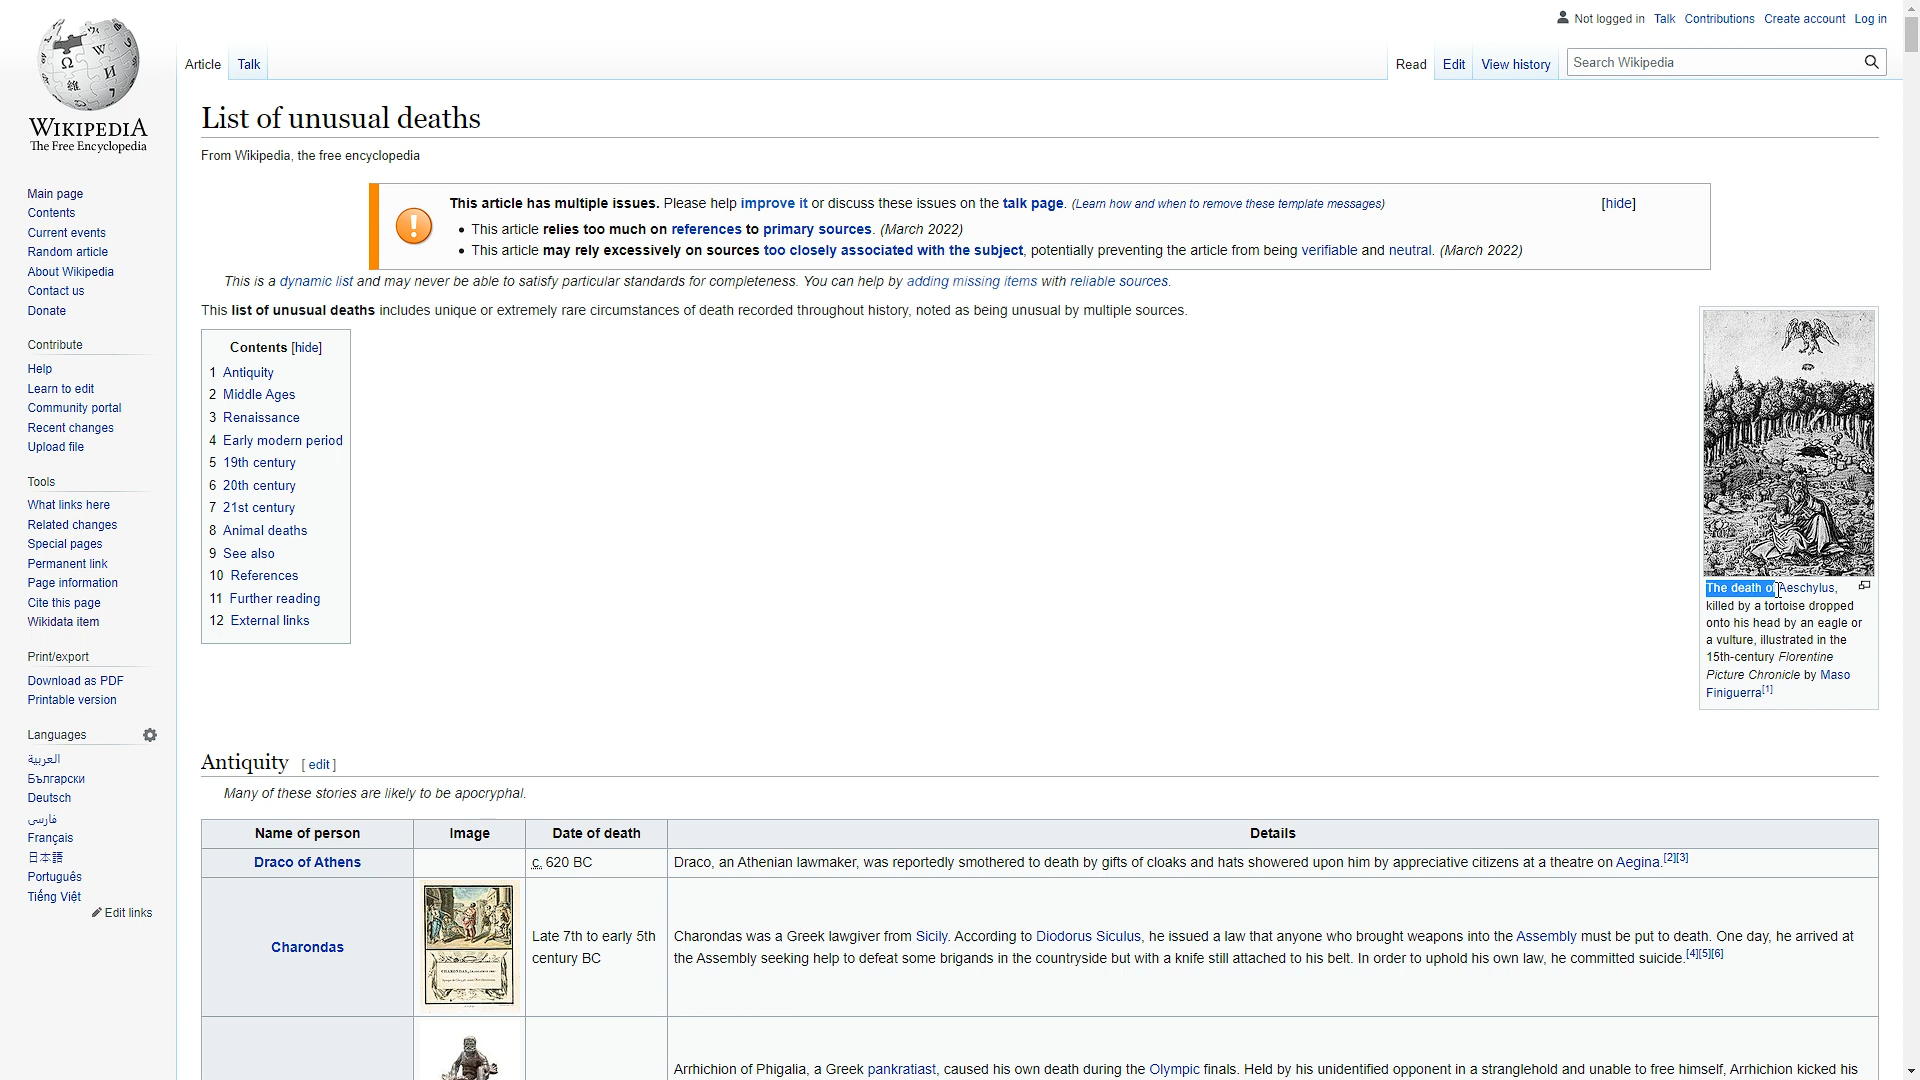 Not logged in Talk Contributions Create account Log in
Article Talk
Read Edit View history Search Wikipedia
WIKIPEDIA
The Free Encyclopedia
Main page
Contents
Current events
Random article
About Wikipedia
Contact us
Donate
Contribute
Help
Learn to edit
Community portal
Recent changes
Upload file
Tools
What links here
Related changes
Special pages
Permanent link
Page information
Cite this page
Wikidata item
Print/export
Download as PDF
Printable version
Languages
العربية
Български
Deutsch
فارسی
Français
日本語
Português
Tiếng Việt
Edit links
List of unusual deaths
From Wikipedia, the free encyclopedia
This article has multiple issues. Please help improve it or discuss these issues on the talk page. (Learn how and when to remove these template messages) [hide]
• This article relies too much on references to primary sources. (March 2022)
• This article may rely excessively on sources too closely associated with the subject, potentially preventing the article from being verifiable and neutral. (March 2022)
This is a dynamic list and may never be able to satisfy particular standards for completeness. You can help by adding missing items with reliable sources.
This list of unusual deaths includes unique or extremely rare circumstances of death recorded throughout history, noted as being unusual by multiple sources.
Contents [hide]
1 Antiquity
2 Middle Ages
3 Renaissance
4 Early modern period
5 19th century
6 20th century
7 21st century
8 Animal deaths
9 See also
10 References
11 Further reading
12 External links
The death of Aeschylus,
killed by a tortoise dropped
onto his head by an eagle or
a vulture, illustrated in the
15th-century Florentine
Picture Chronicle by Maso
Finiguerra[1]
Antiquity [ edit ]
Many of these stories are likely to be apocryphal.
Name of person Image Date of death Details
Draco of Athens c. 620 BC Draco, an Athenian lawmaker, was reportedly smothered to death by gifts of cloaks and hats showered upon him by appreciative citizens at a theatre on Aegina.[2][3]
Charondas
Late 7th to early 5th
century BC
Charondas was a Greek lawgiver from Sicily. According to Diodorus Siculus, he issued a law that anyone who brought weapons into the Assembly must be put to death. One day, he arrived at
the Assembly seeking help to defeat some brigands in the countryside but with a knife still attached to his belt. In order to uphold his own law, he committed suicide.[4][5][6]
Arrhichion of Phigalia, a Greek pankratiast, caused his own death during the Olympic finals. Held by his unidentified opponent in a stranglehold and unable to free himself, Arrhichion kicked his